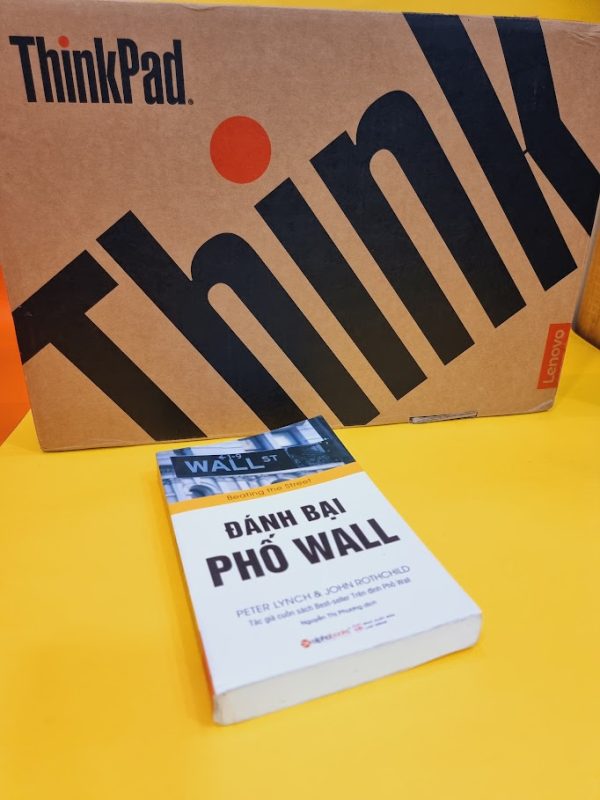 ThinkPad®
Think
Lenovo
WALL ST
Beating the Street
ĐÁNH BẠI
PHỐ WALL
PETER LYNCH & JOHN ROTHCHILD
Tác giả cuốn sách Best-seller Trên đỉnh Phố Wall
Nguyễn Thị Phương dịch
alphabooks